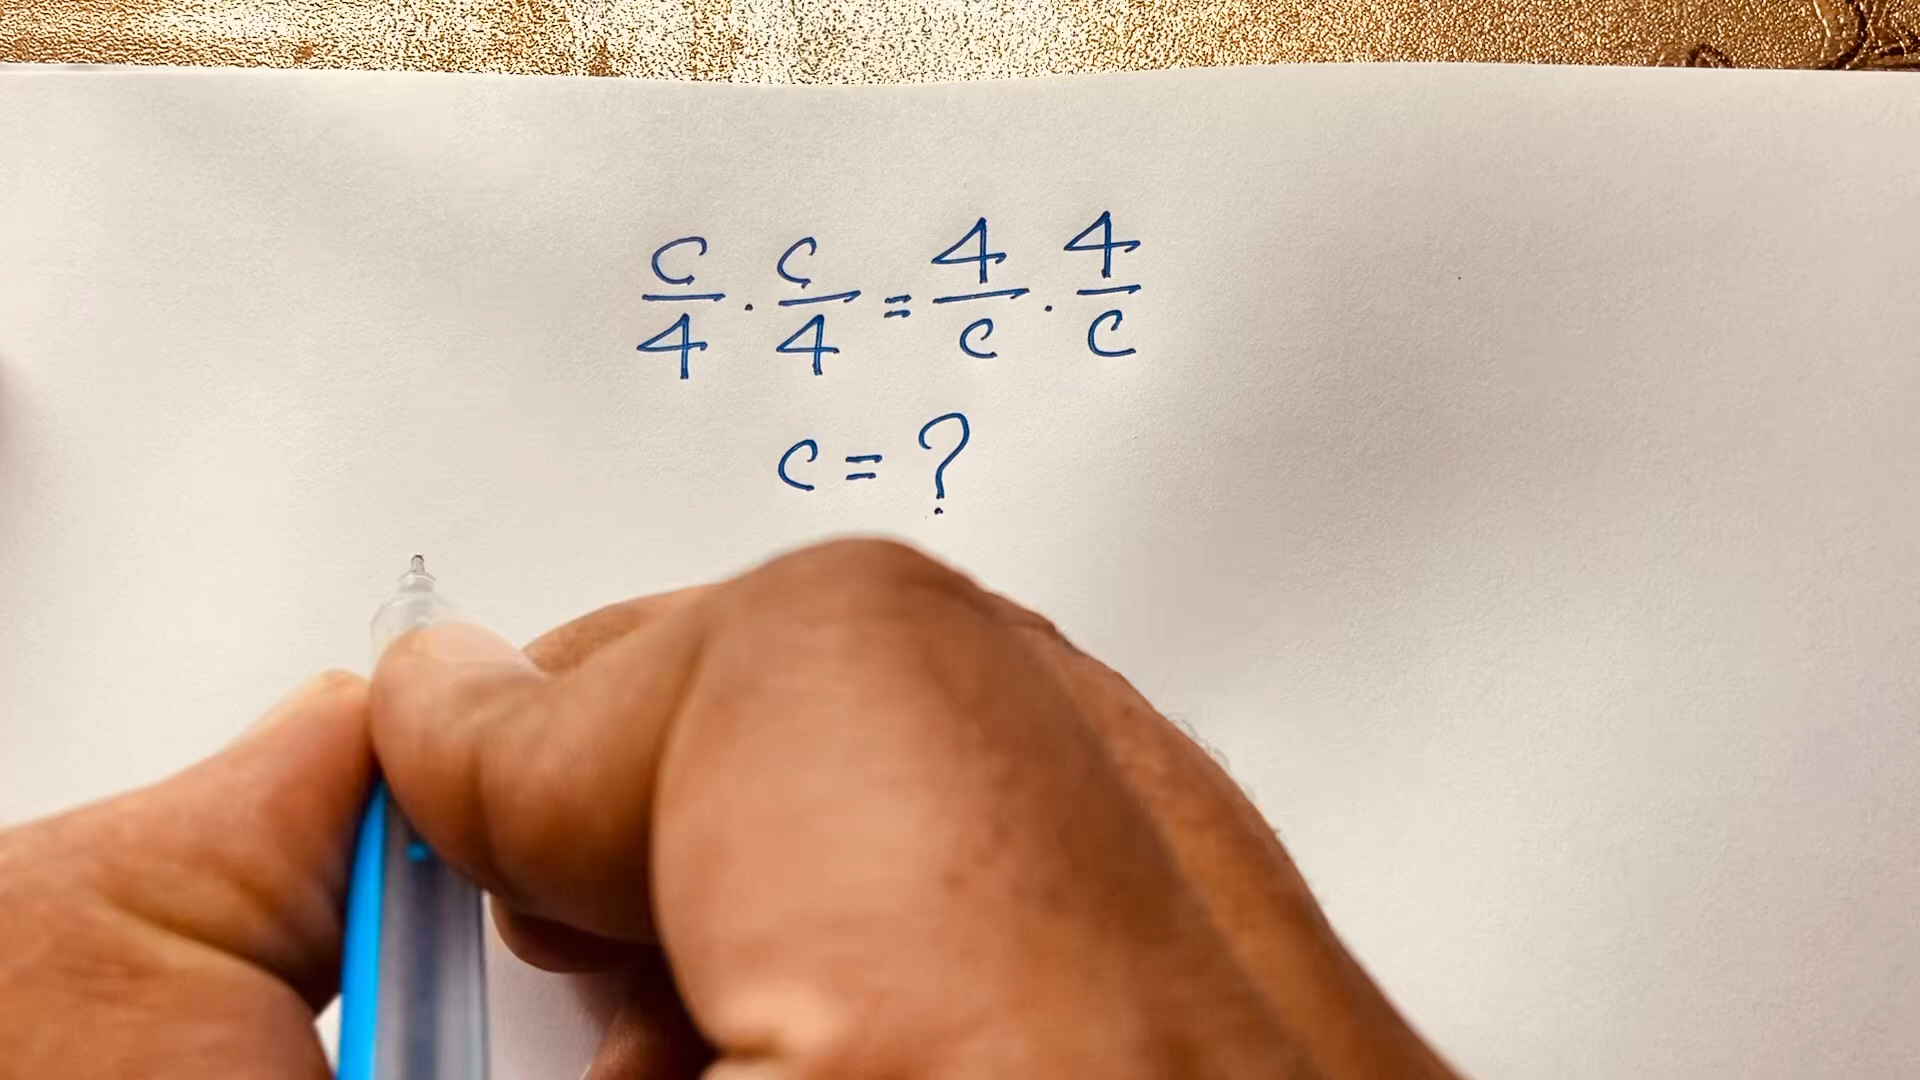 c/4 · c/4 = 4/c · 4/c
c = ?